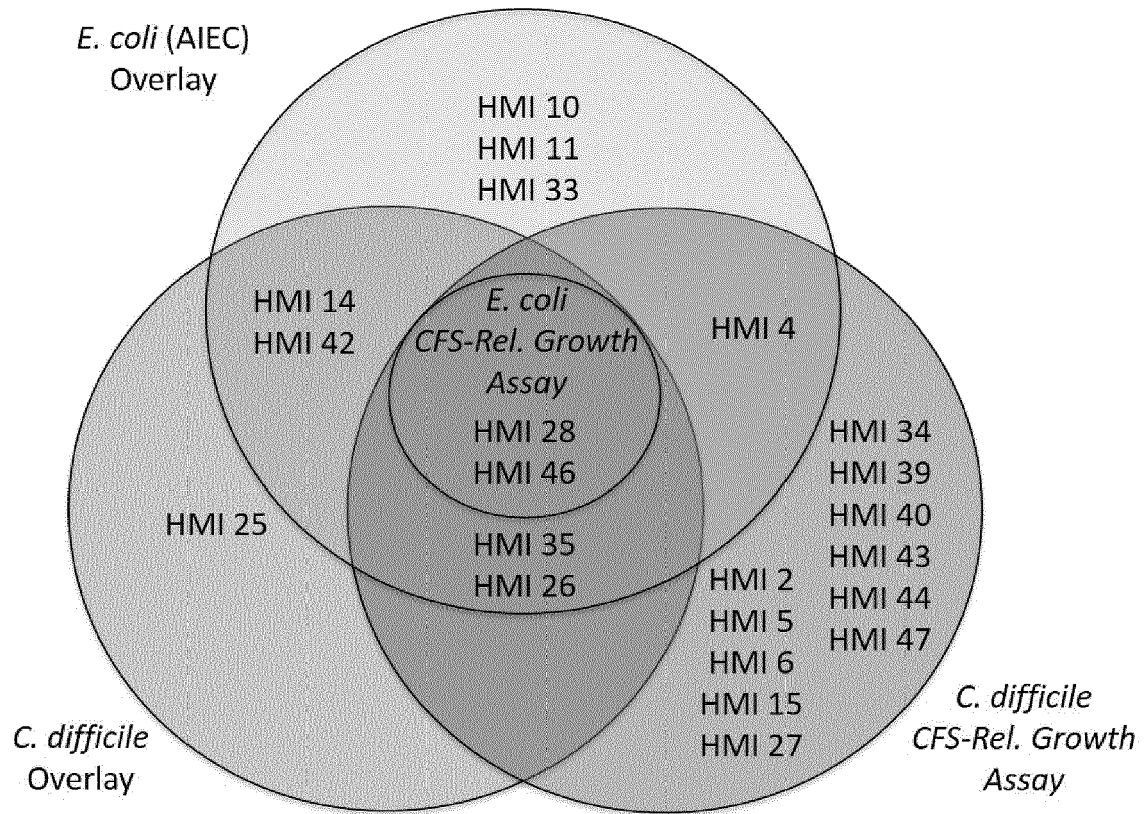 E. coli (AIEC)
Overlay
HMI 10
HMI 11
HMI 33
HMI 14
HMI 42
E. coli
CFS-Rel. Growth
Assay
HMI 28
HMI 46
HMI 4
HMI 34
HMI 39
HMI 40
HMI 43
HMI 44
HMI 47
HMI 25
HMI 35
HMI 26
HMI 2
HMI 5
HMI 6
HMI 15
HMI 27
C. difficile
Overlay
C. difficile
CFS-Rel. Growth
Assay